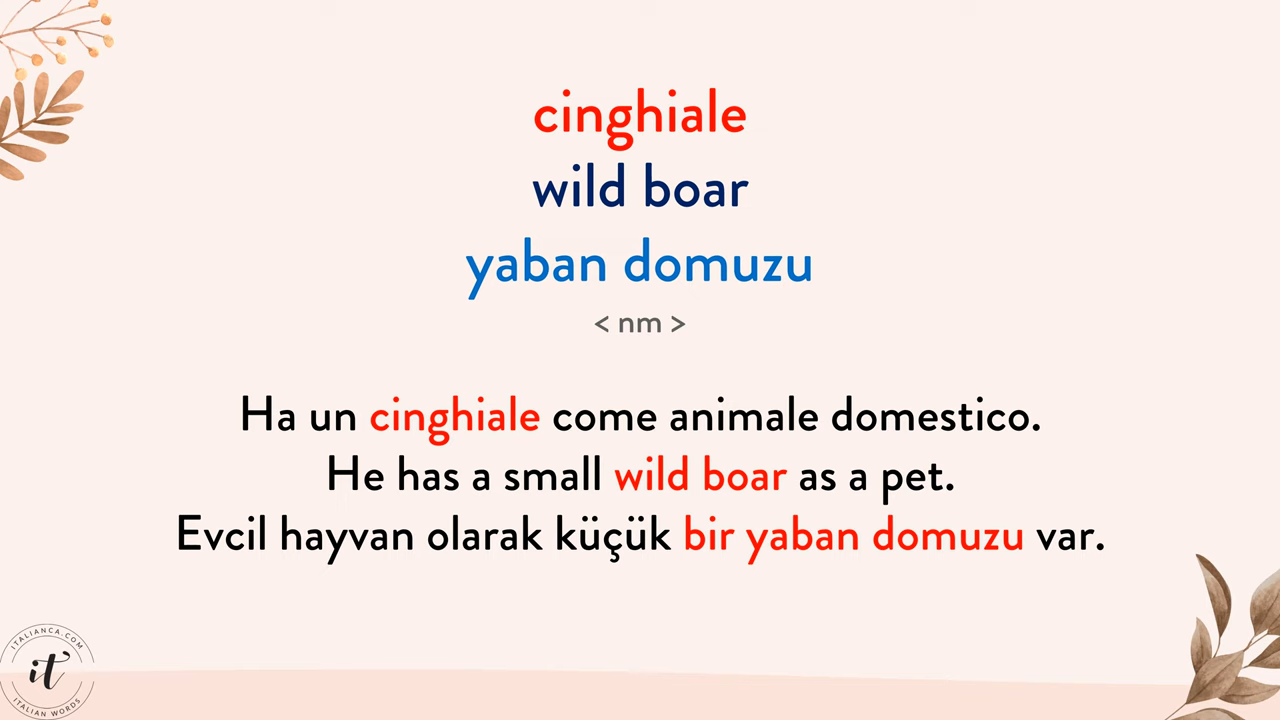 cinghiale
wild boar
yaban domuzu
< nm >
Ha un cinghiale come animale domestico.
He has a small wild boar as a pet.
Evcil hayvan olarak küçük bir yaban domuzu var.
ITALIANCA.COM
it
ITALIAN WORDS